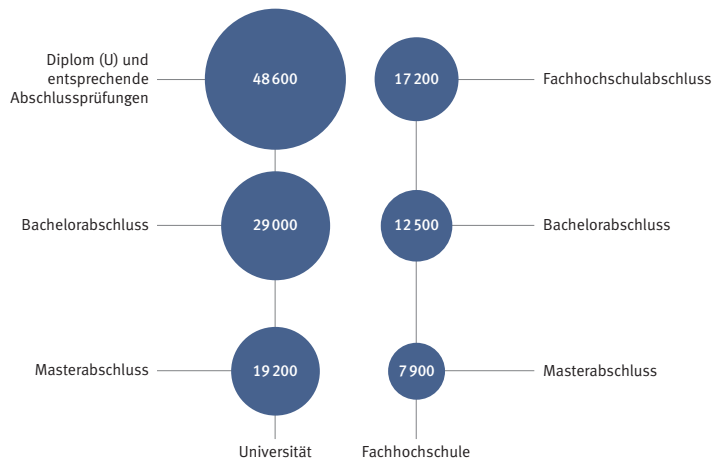 Diplom (U) und
entsprechende
Abschlussprüfungen
48 600
17 200
Fachhochschulabschluss
Bachelorabschluss
29 000
12 500
Bachelorabschluss
Masterabschluss
19 200
7 900
Masterabschluss
Universität
Fachhochschule